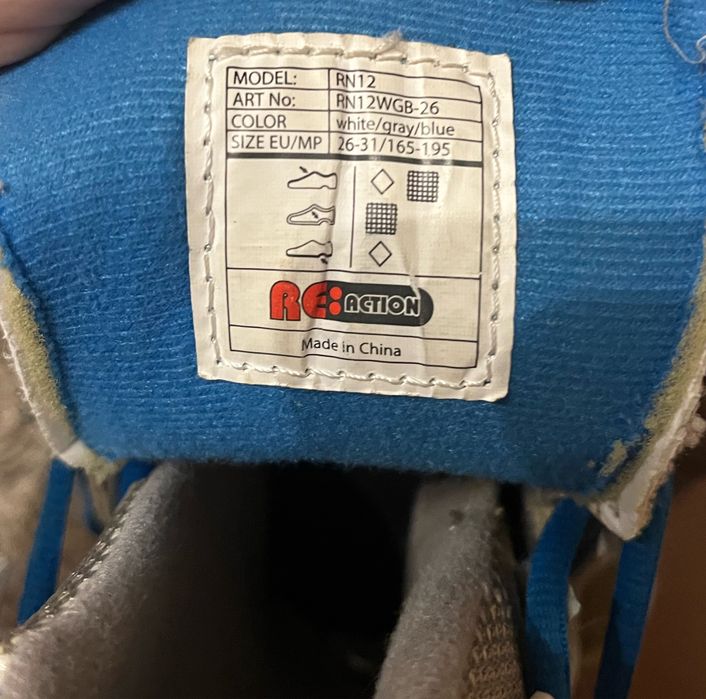 MODEL: RN12
ART No: RN12WGB-26
COLOR white/gray/blue
SIZE EU/MP 26-31/165-195
RE:ACTION
Made in China